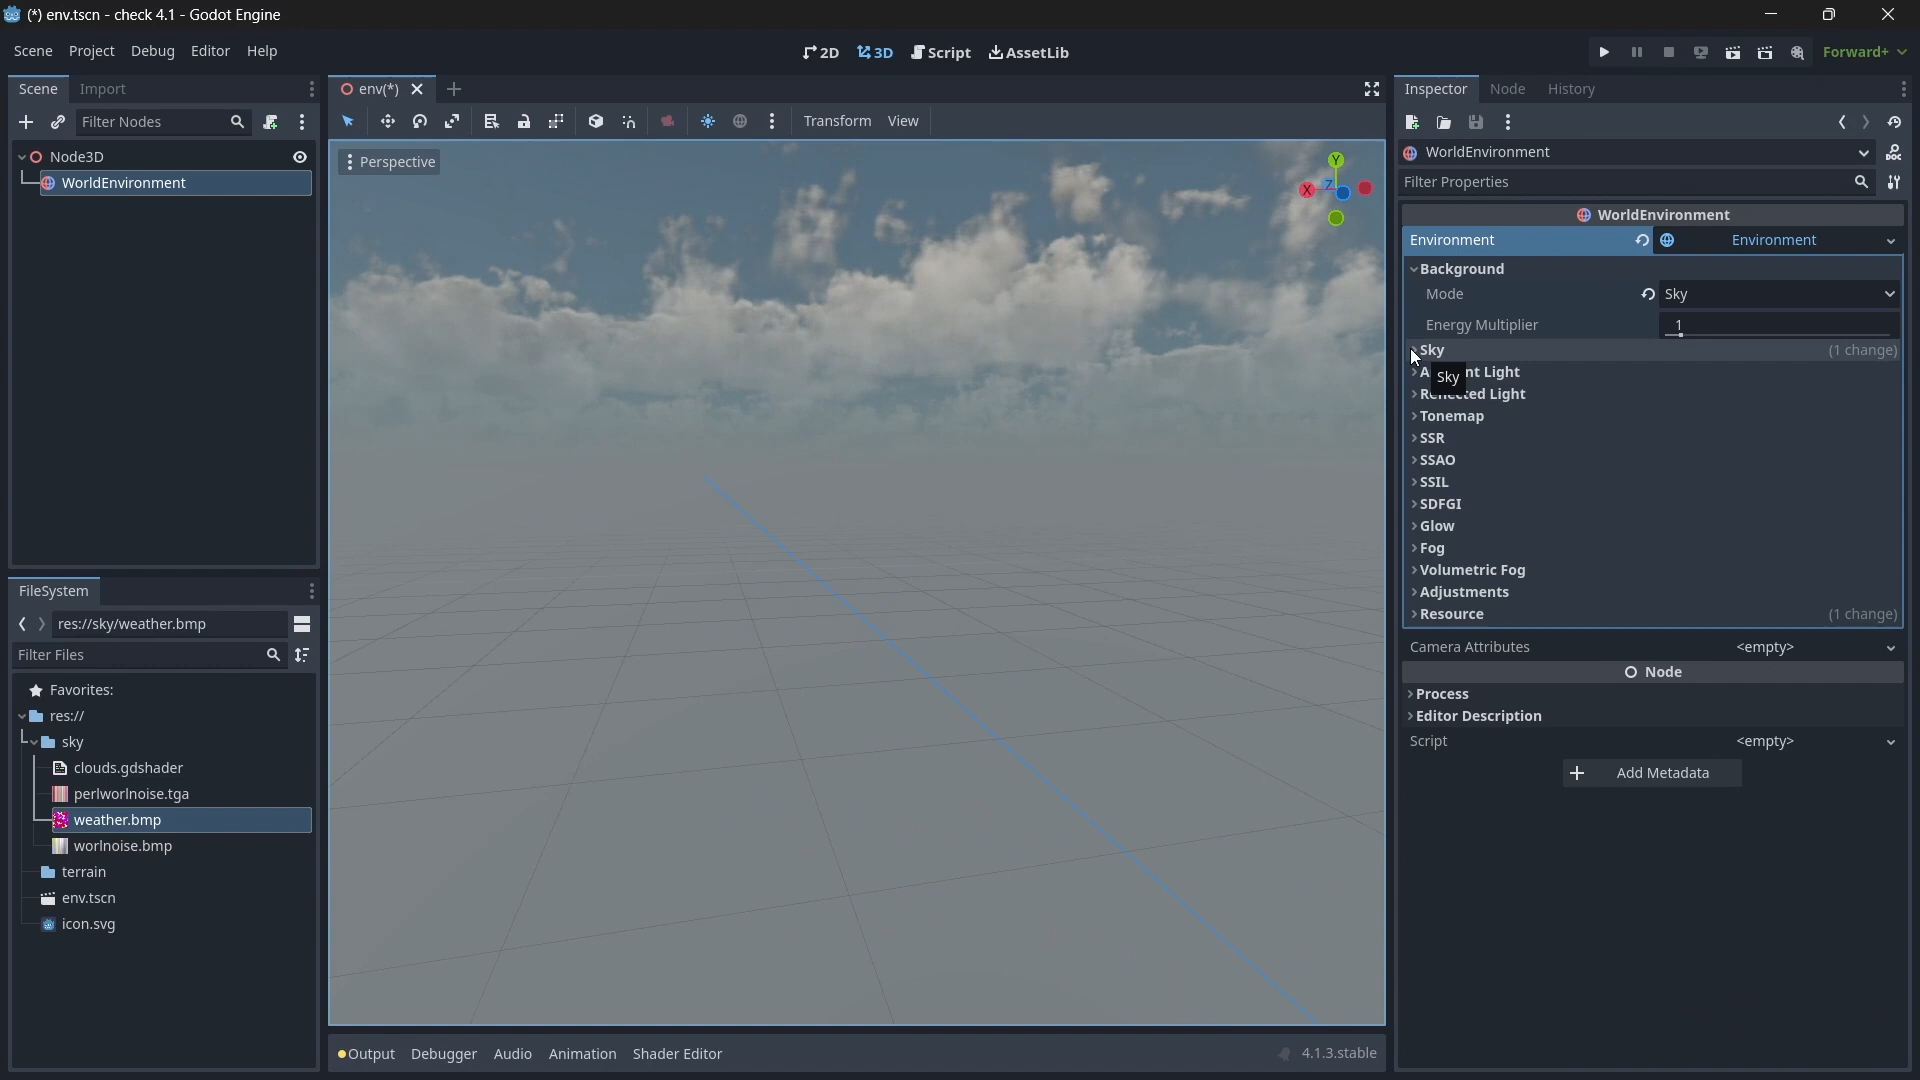 (*) env.tscn - check 4.1 - Godot Engine
Scene Project Debug Editor Help
2D 3D Script AssetLib
Forward+
Scene Import
Filter Nodes
Node3D
WorldEnvironment
env(*)
Transform View
Perspective
Y
X
Z
FileSystem
res://sky/weather.bmp
Filter Files
Favorites:
res://
sky
clouds.gdshader
perlworlnoise.tga
weather.bmp
worlnoise.bmp
terrain
env.tscn
icon.svg
Output Debugger Audio Animation Shader Editor
4.1.3.stable
Inspector Node History
WorldEnvironment
Filter Properties
WorldEnvironment
Environment Environment
Background
Mode Sky
Energy Multiplier 1
Sky (1 change)
Sky
Light
Light
Tonemap
SSR
SSAO
SSIL
SDFGI
Glow
Fog
Volumetric Fog
Adjustments
Resource (1 change)
Camera Attributes <empty>
Node
Process
Editor Description
Script <empty>
Add Metadata